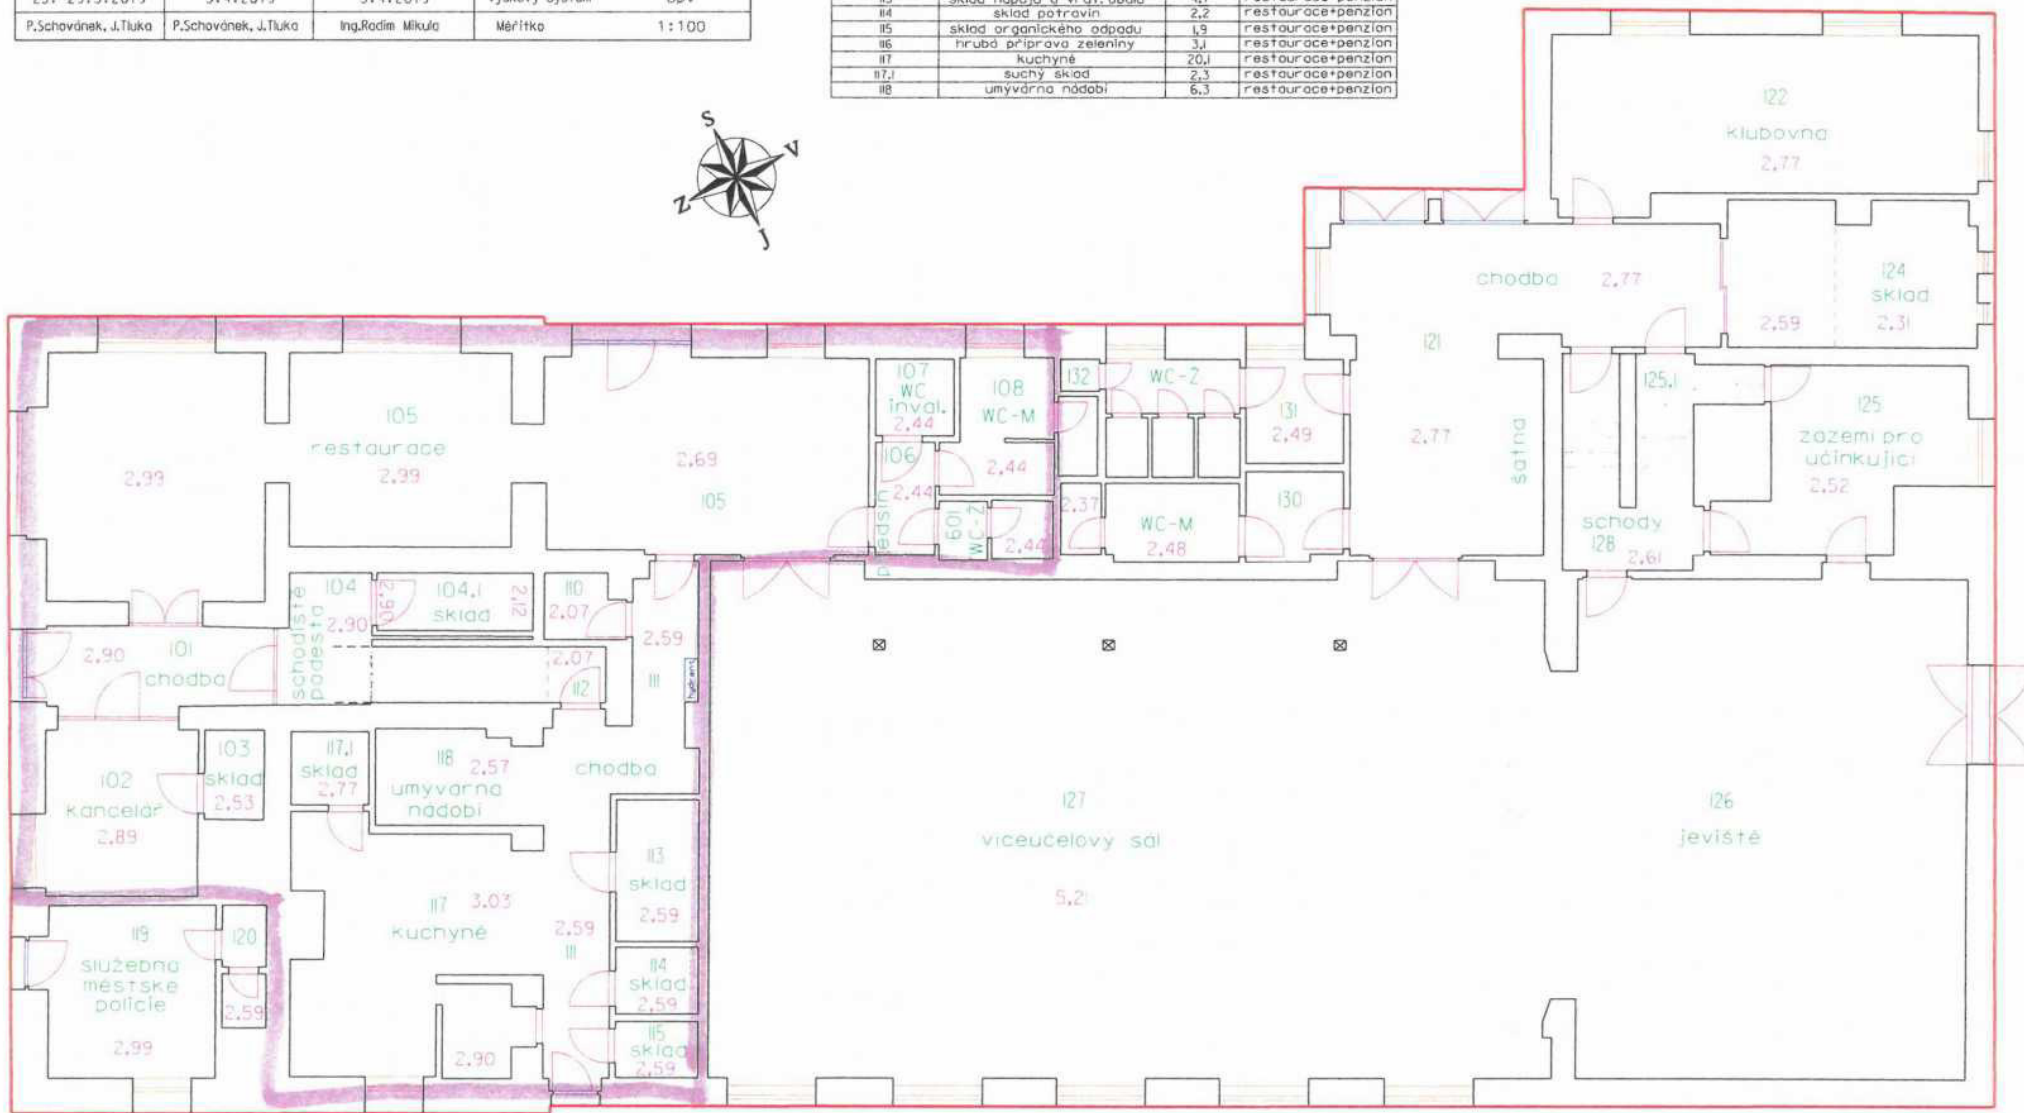 P.Schovánek, J.Tluka P.Schovánek, J.Tluka Ing.Radim Mikula Měřítko 1:100
114 sklad potravin 2,2 restaurace+penzion
115 sklad organického odpadu 1,9 restaurace+penzion
116 hrubá příprava zeleniny 3,1 restaurace+penzion
117 kuchyně 20,1 restaurace+penzion
117,1 suchý sklad 2,3 restaurace+penzion
118 umývárna nádobí 6,3 restaurace+penzion
S
V
Z
J
122
klubovna
2.77
chodba 2.77
124
sklad
2.59
2.31
121
2.77
šatna
125.1
125
zázemí pro
účinkující
2.52
schody
128
2.61
105
restaurace
2.99
2.99
2.69
105
107
WC
inval.
2.44
108
WC-M
2.44
106
2.44
předsíň
109
WC-Ž
2.44
132
WC-Ž
131
2.49
2.37
WC-M
2.48
130
104
2.90
schodiště
podesta
2.90
104.1
sklad
2.12
110
2.07
2.59
111
hydrant
2.07
112
101
2.90
chodba
102
kancelář
2.89
103
sklad
2.53
117.1
sklad
2.77
118
2.57
umývárna
nádobí
chodba
113
sklad
2.59
117
3.03
kuchyně
2.59
111
114
sklad
2.59
115
sklad
2.59
2.90
119
služebna
městské
policie
2.99
120
2.59
127
víceúčelový sál
5.21
126
jeviště